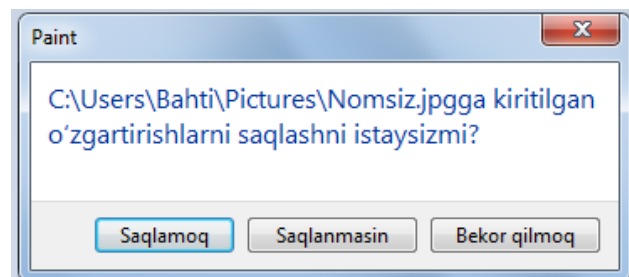 Paint
C:\Users\Bahti\Pictures\Nomsiz.jpgga kiritilgan
o‘zgartirishlarni saqlashni istaysizmi?
Saqlamoq
Saqlanmasin
Bekor qilmoq